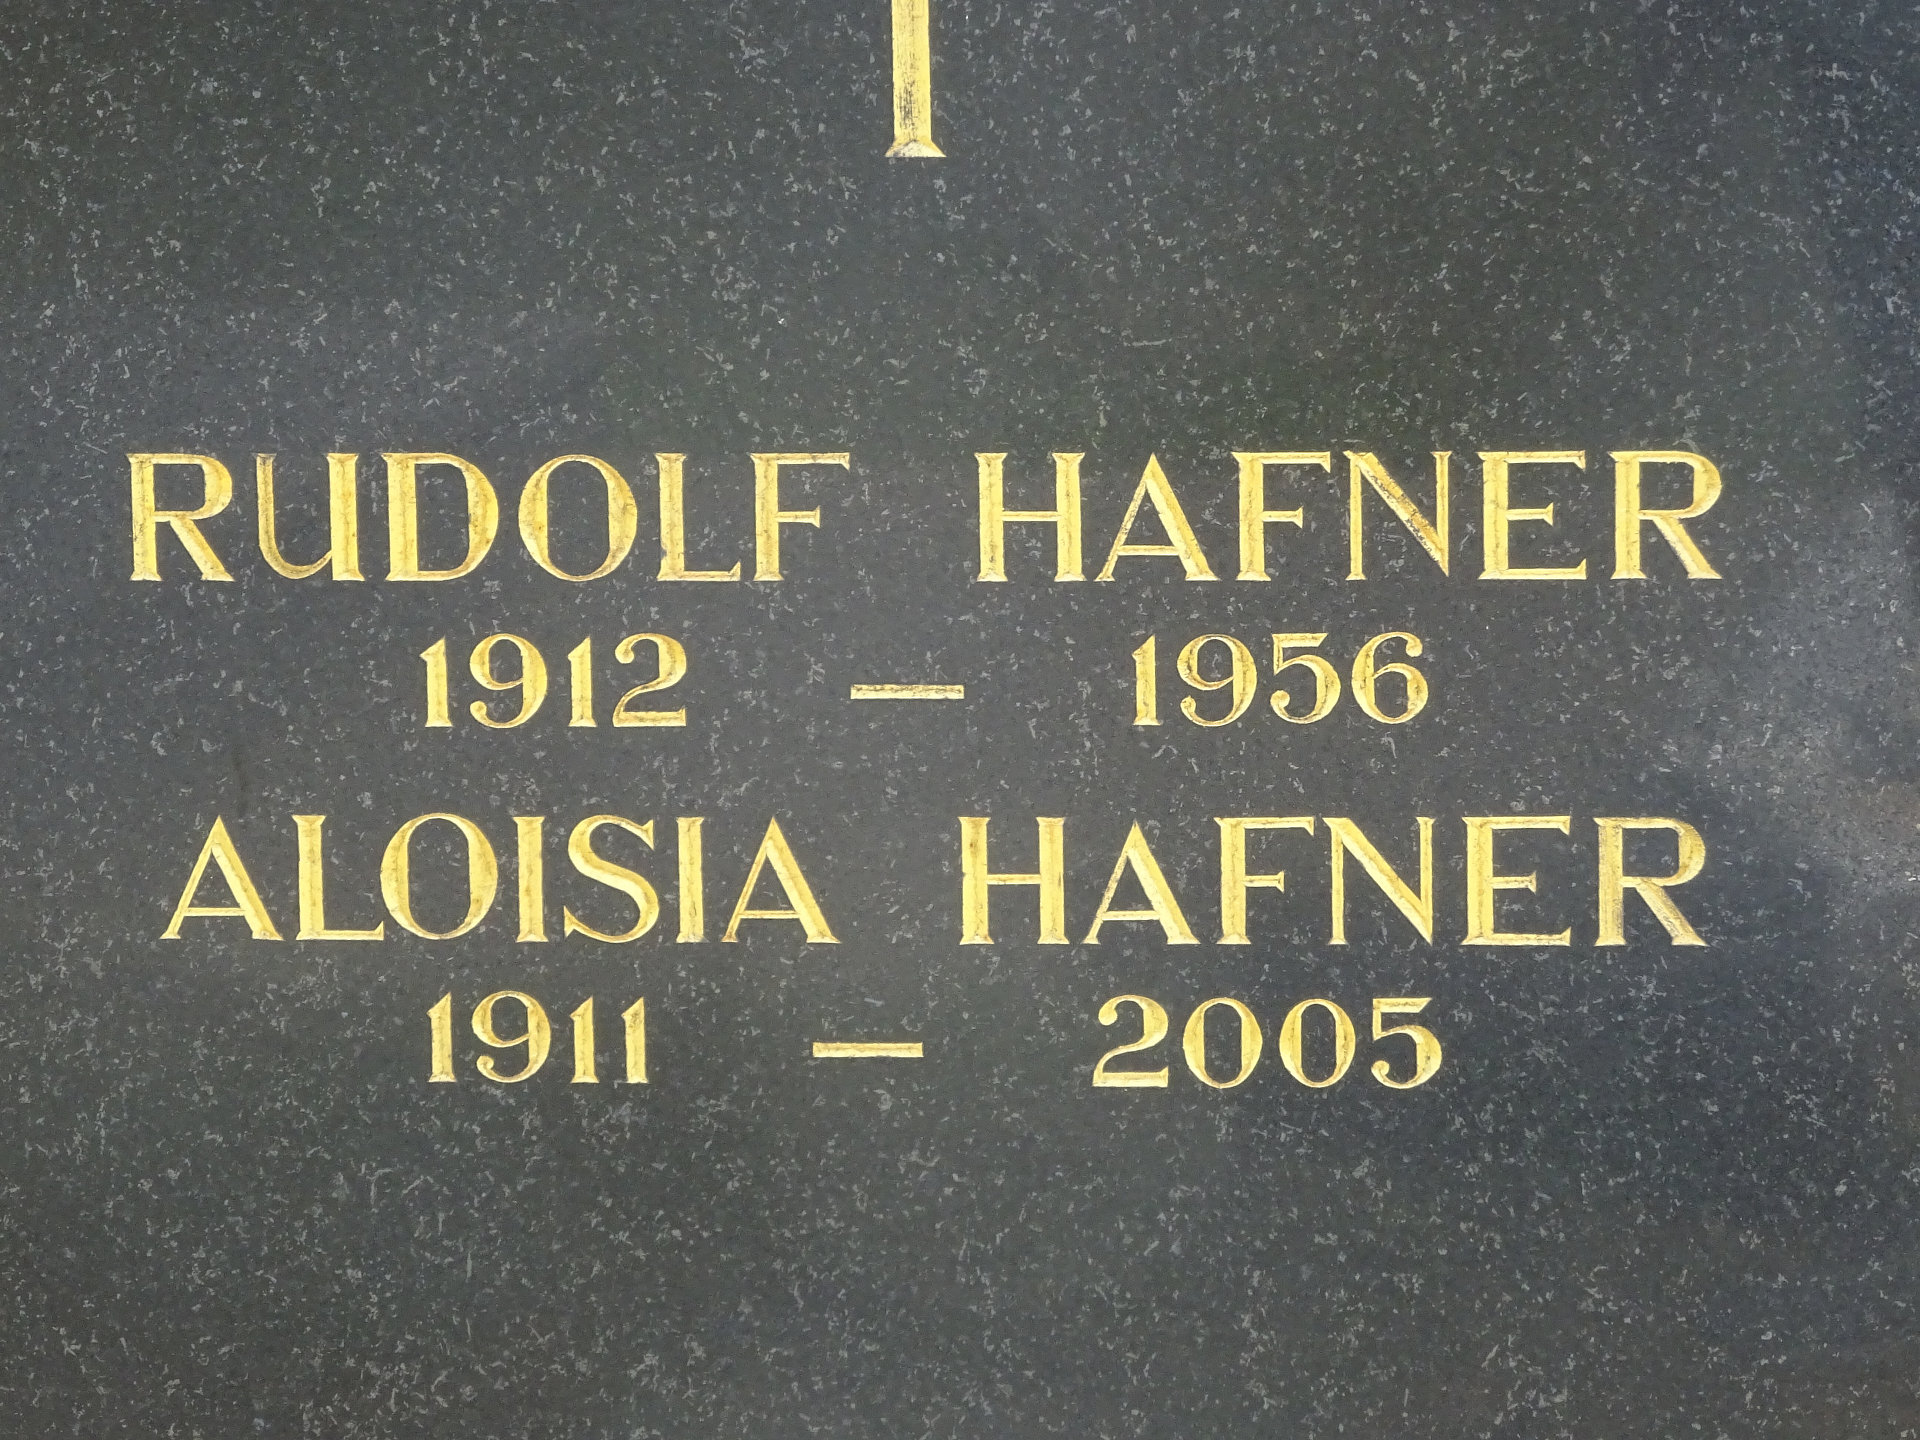 RUDOLF HAFNER
1912 — 1956
ALOISIA HAFNER
1911 — 2005